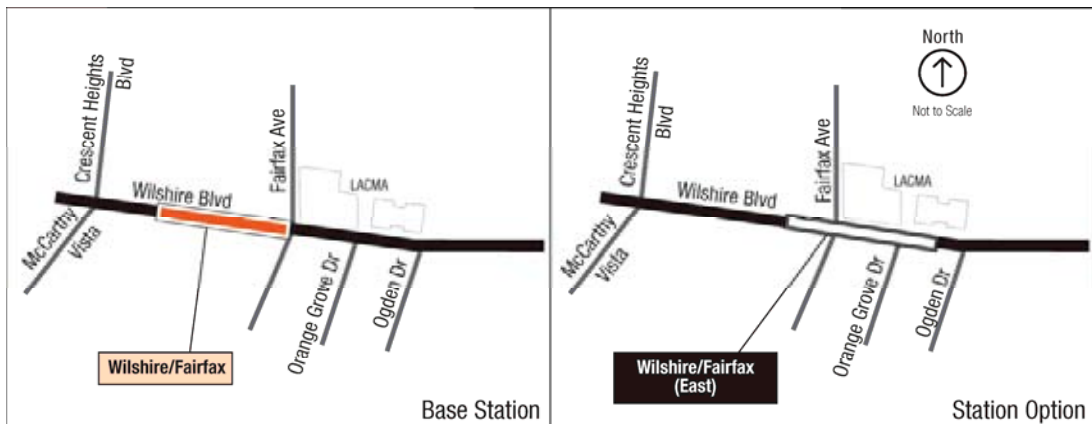 Crescent Heights
Blvd
Fairfax Ave
Wilshire Blvd
LACMA
McCarthy
Vista
Orange Grove Dr
Ogden Dr
Wilshire/Fairfax
Base Station
North
Not to Scale
Crescent Heights
Blvd
Fairfax Ave
Wilshire Blvd
LACMA
McCarthy
Vista
Orange Grove Dr
Ogden Dr
Wilshire/Fairfax
(East)
Station Option